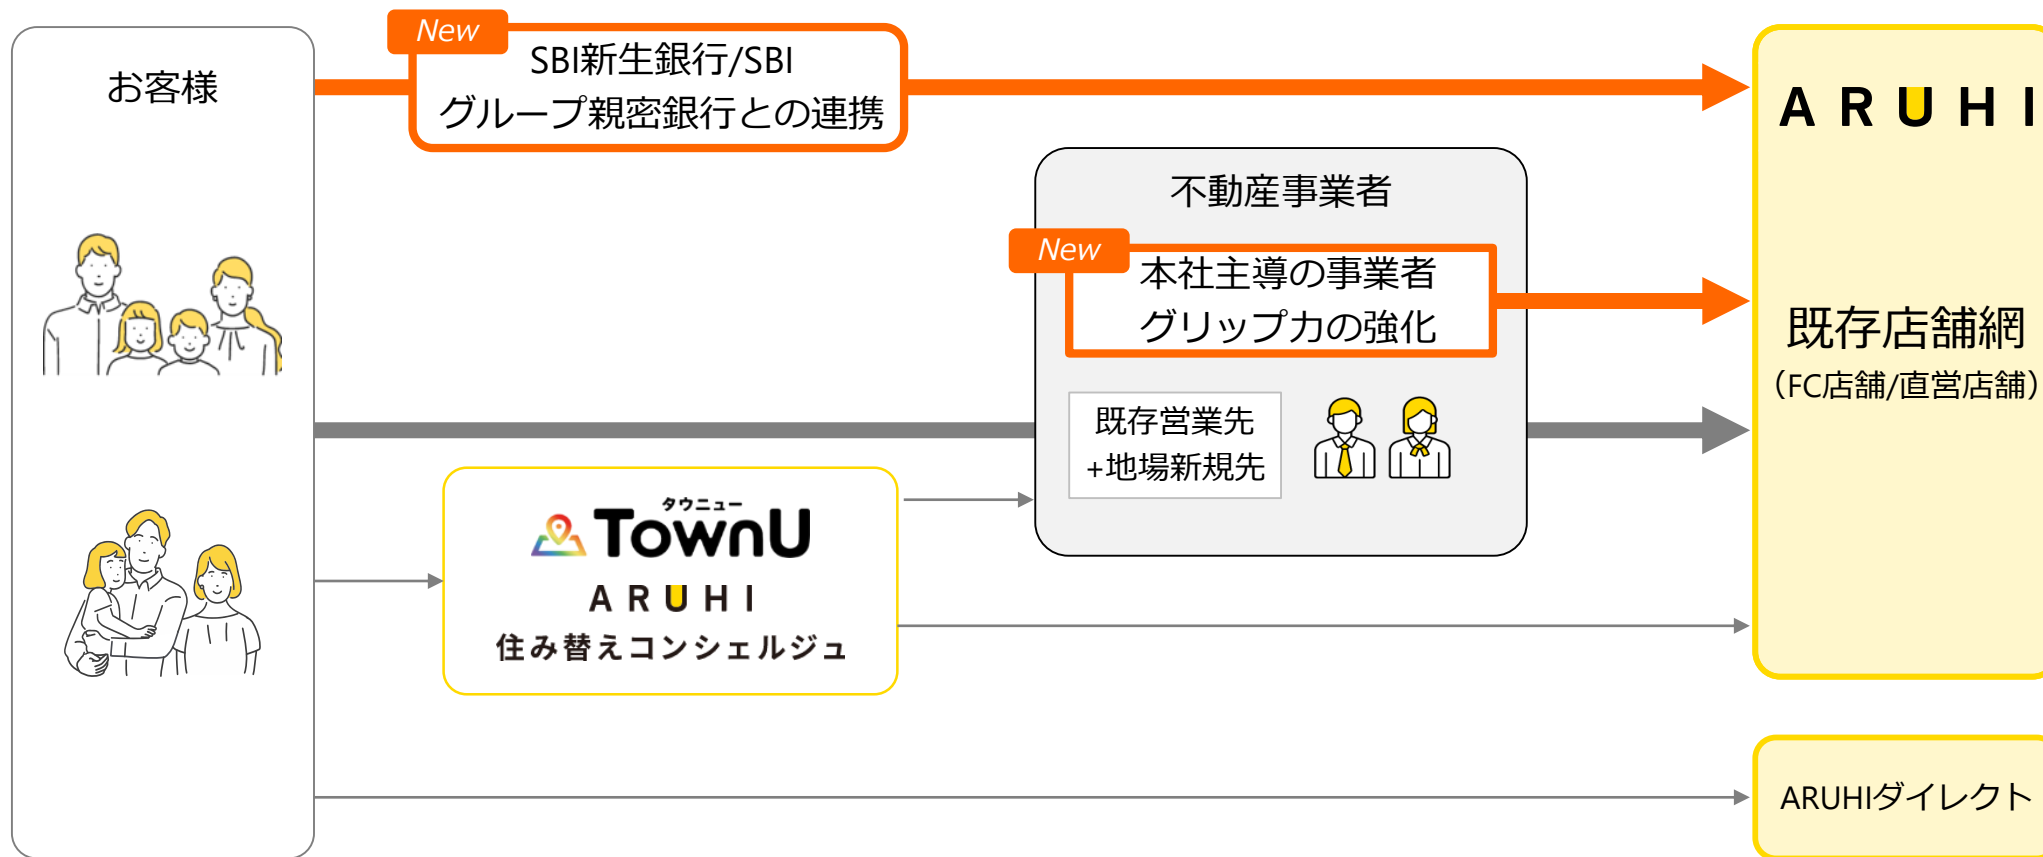 お客様
New
SBI新生銀行/SBI
グループ親密銀行との連携
不動産事業者
New
本社主導の事業者
グリップ力の強化
既存営業先
+地場新規先
タウニュー
TownU
ARUHI
住み替えコンシェルジュ
ARUHI
既存店舗網
（FC店舗/直営店舗）
ARUHIダイレクト